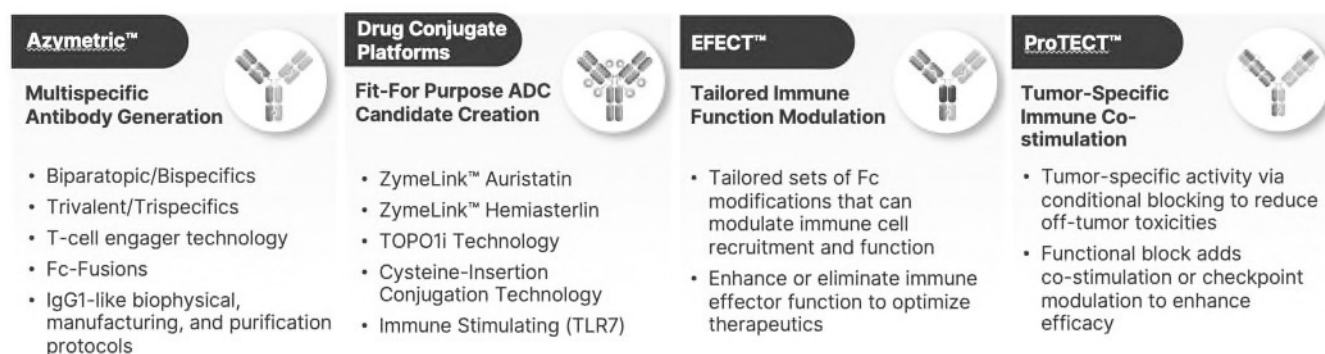 Azymetric™
Multispecific
Antibody Generation
• Biparatopic/Bispecifics
• Trivalent/Trispecifics
• T-cell engager technology
• Fc-Fusions
• IgG1-like biophysical,
manufacturing, and purification
protocols
Drug Conjugate
Platforms
Fit-For Purpose ADC
Candidate Creation
• ZymeLink™ Auristatin
• ZymeLink™ Hemiasterlin
• TOPO1i Technology
• Cysteine-Insertion
Conjugation Technology
• Immune Stimulating (TLR7)
EFECT™
Tailored Immune
Function Modulation
• Tailored sets of Fc
modifications that can
modulate immune cell
recruitment and function
• Enhance or eliminate immune
effector function to optimize
therapeutics
ProTECT™
Tumor-Specific
Immune Co-
stimulation
• Tumor-specific activity via
conditional blocking to reduce
off-tumor toxicities
• Functional block adds
co-stimulation or checkpoint
modulation to enhance
efficacy